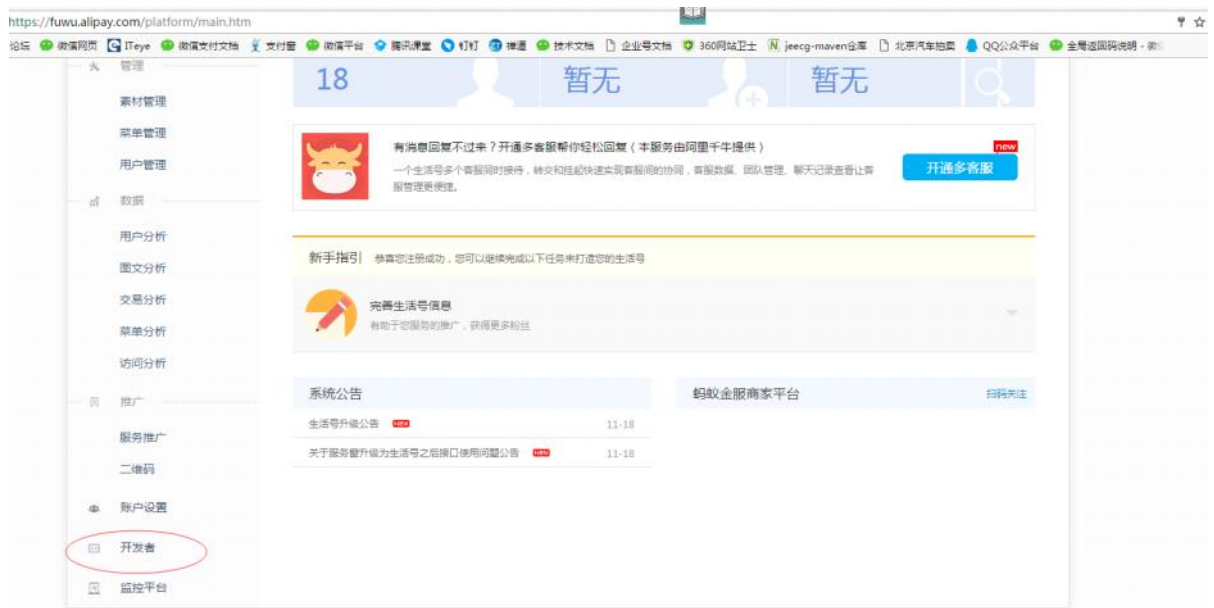 https://fuwu.alipay.com/platform/main.htm
论坛 微信网页 ITeye 微信支付文档 支付窗 微信平台 腾讯课堂 钉钉 禅道 技术文档 企业号文档 360网站卫士 jeecg-maven仓库 北京汽车拍卖 QQ公众平台 全局返回码说明 - 微
管理
素材管理
菜单管理
用户管理
数据
用户分析
图文分析
交易分析
菜单分析
访问分析
推广
服务推广
二维码
账户设置
开发者
监控平台
18
暂无
暂无
有消息回复不过来？开通多客服帮你轻松回复（本服务由阿里千牛提供）
一个生活号多个客服同时接待，转交和挂起快速实现客服间的协同，客服数据、团队管理、聊天记录查看让客
服管理更便捷。
new
开通多客服
新手指引 恭喜您注册成功，您可以继续完成以下任务来打造您的生活号
完善生活号信息
有助于您服务的推广，获得更多粉丝
系统公告
生活号升级公告 NEW 11-18
关于服务窗升级为生活号之后接口使用问题公告 NEW 11-18
蚂蚁金服商家平台 扫码关注